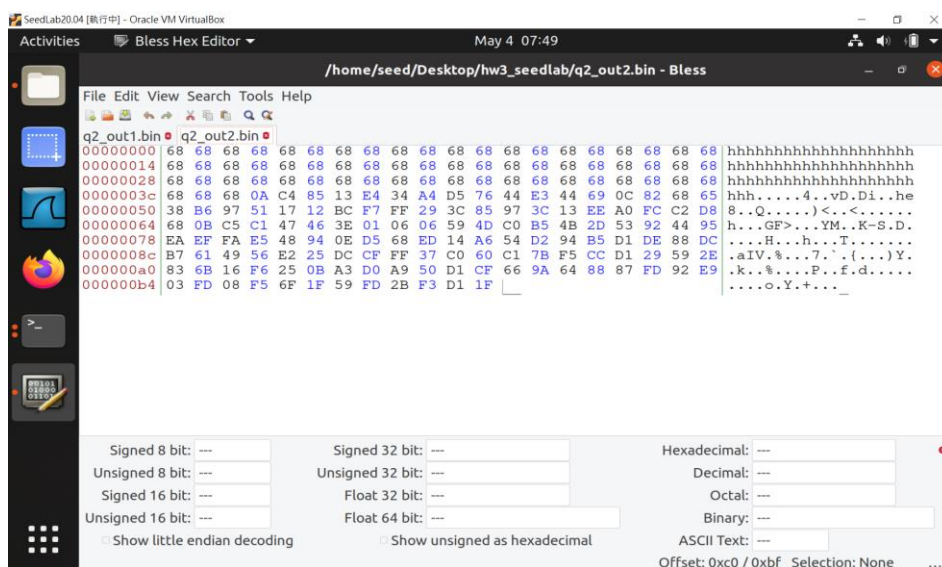 SeedLab20.04 [執行中] - Oracle VM VirtualBox
Activities Bless Hex Editor May 4 07:49
/home/seed/Desktop/hw3_seedlab/q2_out2.bin - Bless
File Edit View Search Tools Help
q2_out1.bin q2_out2.bin
00000000 68 68 68 68 68 68 68 68 68 68 68 68 68 68 68 68 68 68 68 68 hhhhhhhhhhhhhhhhhhhh
00000014 68 68 68 68 68 68 68 68 68 68 68 68 68 68 68 68 68 68 68 68 hhhhhhhhhhhhhhhhhhhh
00000028 68 68 68 68 68 68 68 68 68 68 68 68 68 68 68 68 68 68 68 68 hhhhhhhhhhhhhhhhhhhh
0000003c 68 68 68 0A C4 85 13 E4 34 A4 D5 76 44 E3 44 69 0C 82 68 65 hhh.....4..vD.Di..he
00000050 38 B6 97 51 17 12 BC F7 FF 29 3C 85 97 3C 13 EE A0 FC C2 D8 8..Q.....)<..<......
00000064 68 0B C5 C1 47 46 3E 01 06 06 59 4D C0 B5 4B 2D 53 92 44 95 h...GF>...YM..K-S.D.
00000078 EA EF FA E5 48 94 0E D5 68 ED 14 A6 54 D2 94 B5 D1 DE 88 DC ....H...h...T.......
0000008c B7 61 49 56 E2 25 DC CF FF 37 C0 60 C1 7B F5 CC D1 29 59 2E .aIV.%...7.`.{...)Y.
000000a0 83 6B 16 F6 25 0B A3 D0 A9 50 D1 CF 66 9A 64 88 87 FD 92 E9 .k..%....P..f.d.....
000000b4 03 FD 08 F5 6F 1F 59 FD 2B F3 D1 1F ....o.Y.+...
Signed 8 bit: --- Signed 32 bit: --- Hexadecimal: ---
Unsigned 8 bit: --- Unsigned 32 bit: --- Decimal: ---
Signed 16 bit: --- Float 32 bit: --- Octal: ---
Unsigned 16 bit: --- Float 64 bit: --- Binary: ---
Show little endian decoding Show unsigned as hexadecimal ASCII Text: ---
Offset: 0xc0 / 0xbf Selection: None